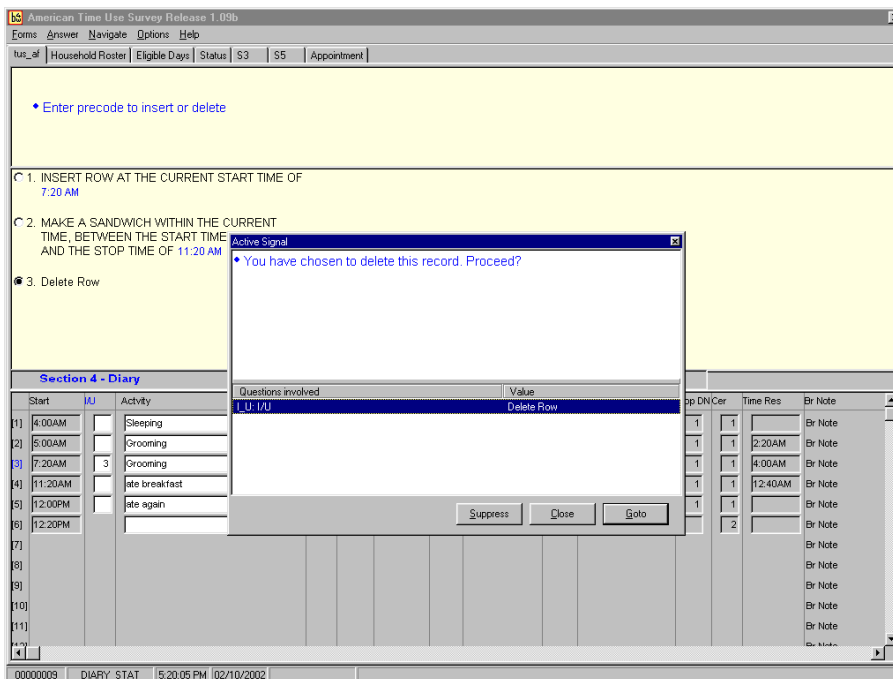 American Time Use Survey Release 1.09b
Forms Answer Navigate Options Help
tus_af Household Roster Eligible Days Status S3 S5 Appointment
Enter precode to insert or delete
1. INSERT ROW AT THE CURRENT START TIME OF
7:20 AM
2. MAKE A SANDWICH WITHIN THE CURRENT
TIME, BETWEEN THE START TIME
AND THE STOP TIME OF 11:20 AM
3. Delete Row
Active Signal
You have chosen to delete this record. Proceed?
Questions involved Value
I_U: I/U Delete Row
Suppress Close Goto
Section 4 - Diary
Start I/U Actvity op DN Cer Time Res Br Note
[1] 4:00AM Sleeping 1 1 Br Note
[2] 5:00AM Grooming 1 1 2:20AM Br Note
[3] 7:20AM 3 Grooming 1 1 4:00AM Br Note
[4] 11:20AM ate breakfast 1 1 12:40AM Br Note
[5] 12:00PM ate again 1 1 Br Note
[6] 12:20PM 2 Br Note
[7] Br Note
[8] Br Note
[9] Br Note
[10] Br Note
[11] Br Note
00000009 DIARY_STAT 5:20:05 PM 02/10/2002